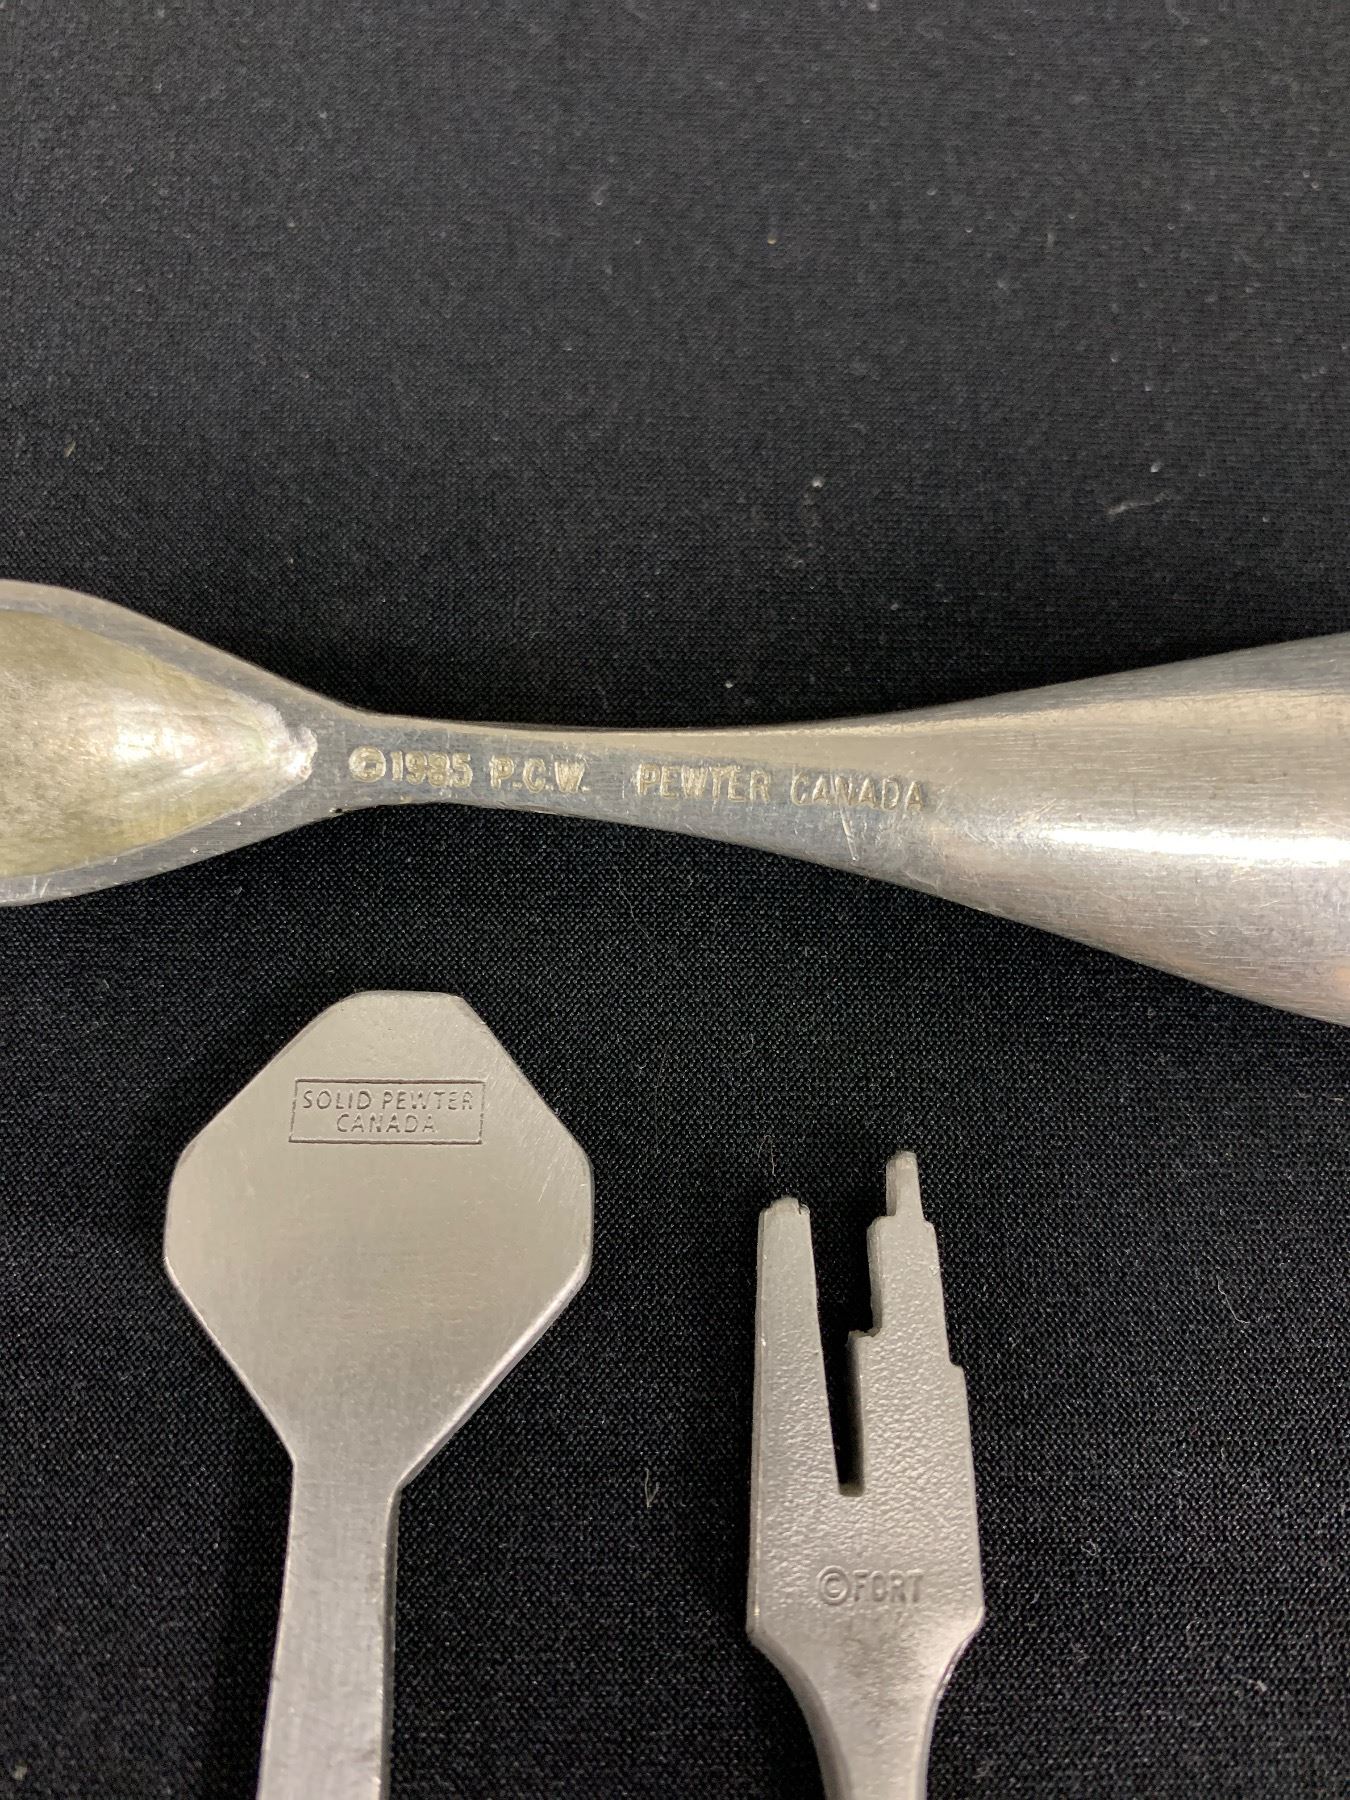 ©1985 P.C.W. PEWTER CANADA
SOLID PEWTER
CANADA
©FORT